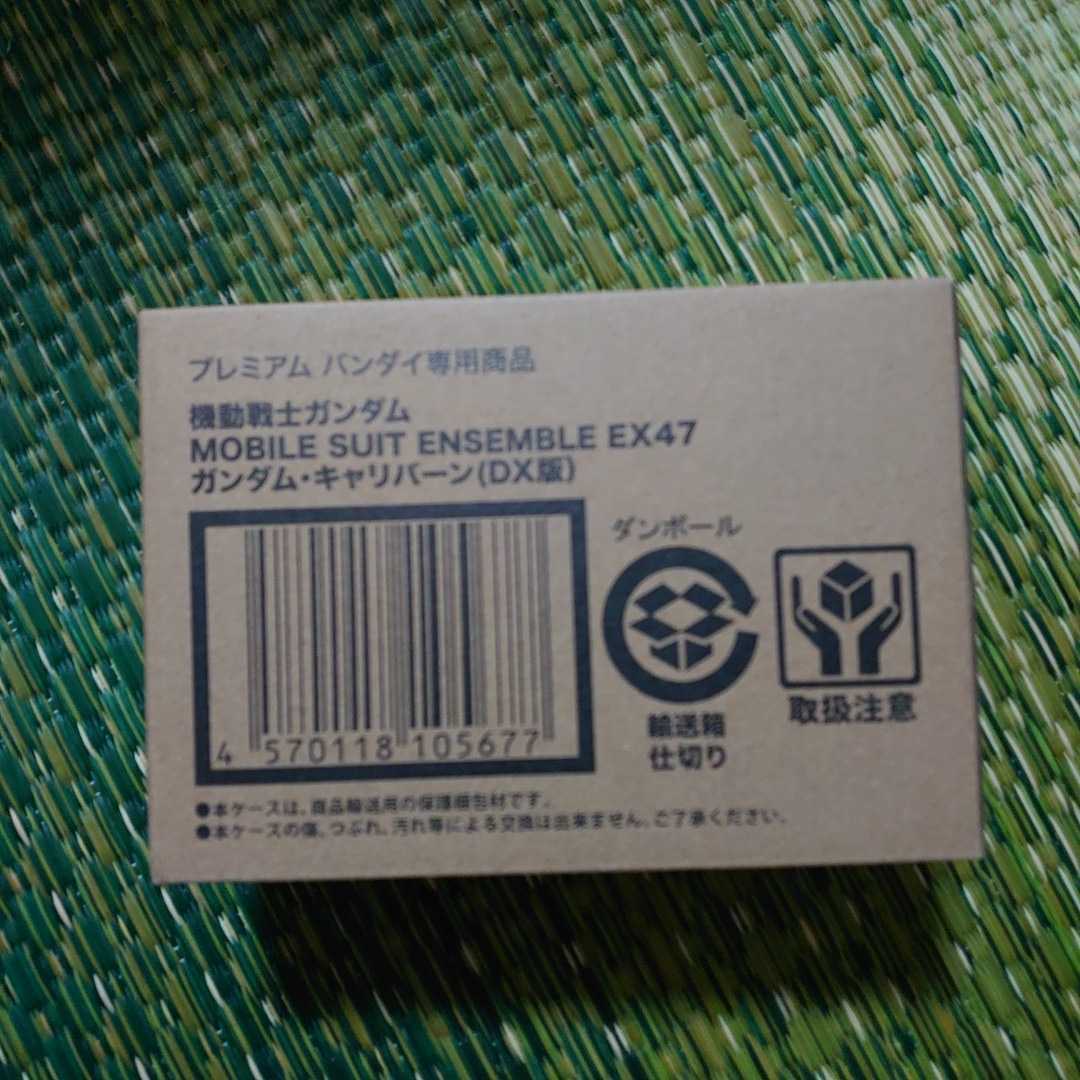 プレミアム バンダイ専用商品
機動戦士ガンダム
MOBILE SUIT ENSEMBLE EX47
ガンダム・キャリバーン(DX版)
4 570118 105677
ダンボール
輸送箱
仕切り
取扱注意
●本ケースは、商品輸送用の保護梱包材です。
●本ケースの傷、つぶれ、汚れ等による交換は出来ません。ご了承ください。